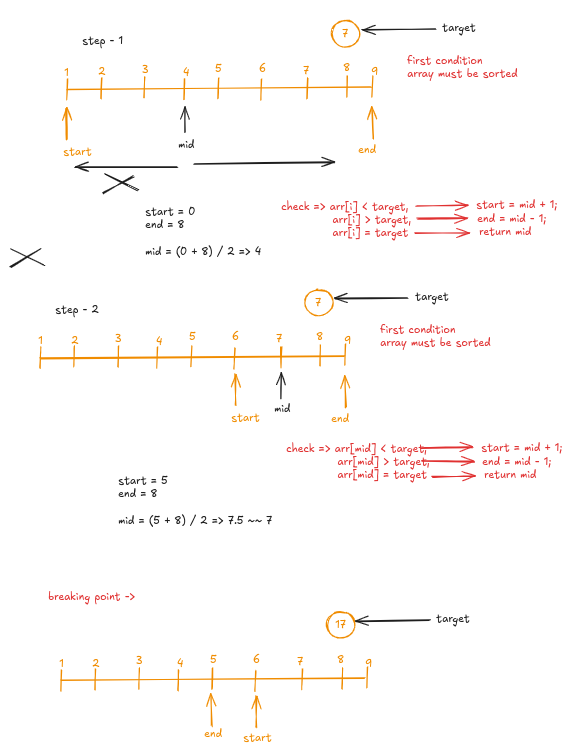 step - 1
7
target
first condition
array must be sorted
1 2 3 4 5 6 7 8 9
start
mid
end
start = 0
end = 8
mid = (0 + 8) / 2 => 4
check => arr[i] < target, start = mid + 1;
arr[i] > target, end = mid - 1;
arr[i] = target return mid
step - 2
7
target
first condition
array must be sorted
1 2 3 4 5 6 7 8 9
start
mid
end
check => arr[mid] < target, start = mid + 1;
arr[mid] > target, end = mid - 1;
arr[mid] = target return mid
start = 5
end = 8
mid = (5 + 8) / 2 => 7.5 ~~ 7
breaking point ->
17
target
1 2 3 4 5 6 7 8 9
end
start